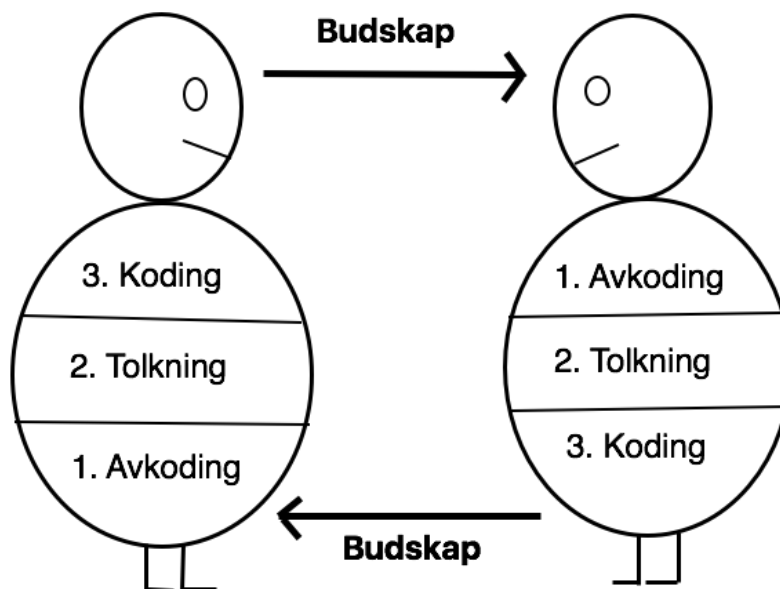 Budskap
3. Koding
2. Tolkning
1. Avkoding
1. Avkoding
2. Tolkning
3. Koding
Budskap